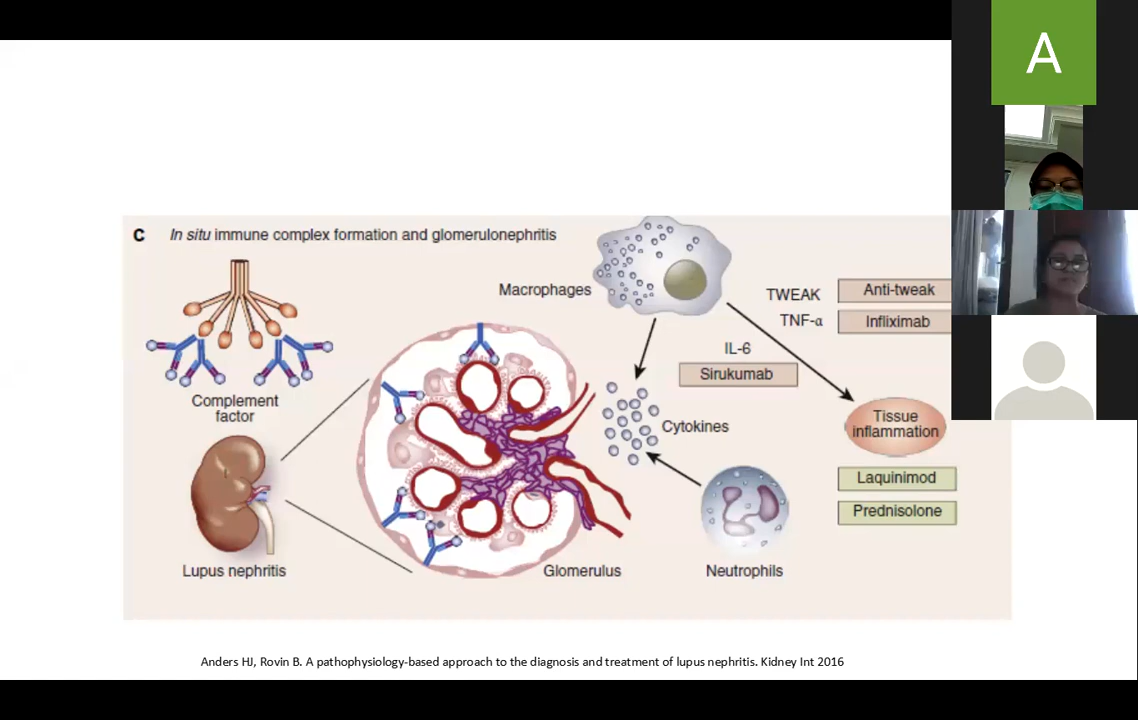 A
C In situ immune complex formation and glomerulonephritis
Macrophages
TWEAK
Anti-tweak
TNF-α
Infliximab
IL-6
Sirukumab
Complement
factor
Cytokines
Tissue
inflammation
Laquinimod
Prednisolone
Lupus nephritis
Glomerulus
Neutrophils
Anders HJ, Rovin B. A pathophysiology-based approach to the diagnosis and treatment of lupus nephritis. Kidney Int 2016